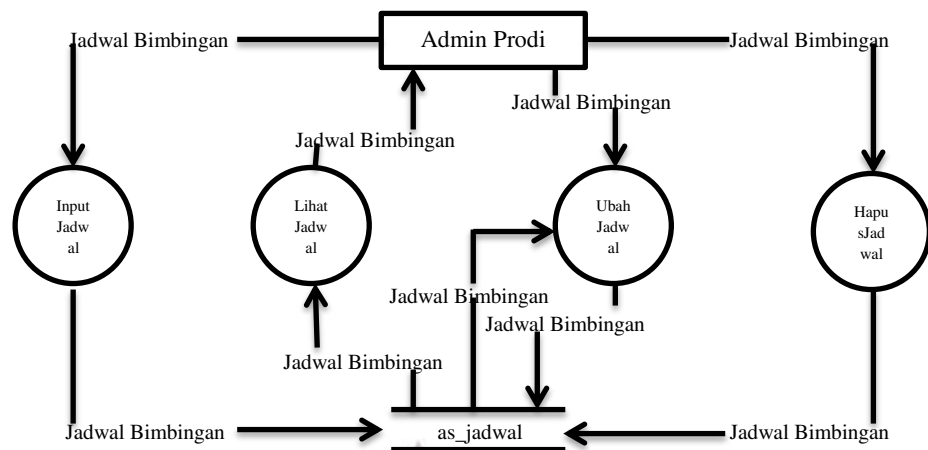 Jadwal Bimbingan
Admin Prodi
Jadwal Bimbingan
Jadwal Bimbingan
Jadwal Bimbingan
Input
Jadw
al
Lihat
Jadw
al
Ubah
Jadw
al
Hapu
sJad
wal
Jadwal Bimbingan
Jadwal Bimbingan
Jadwal Bimbingan
Jadwal Bimbingan
as_jadwal
Jadwal Bimbingan